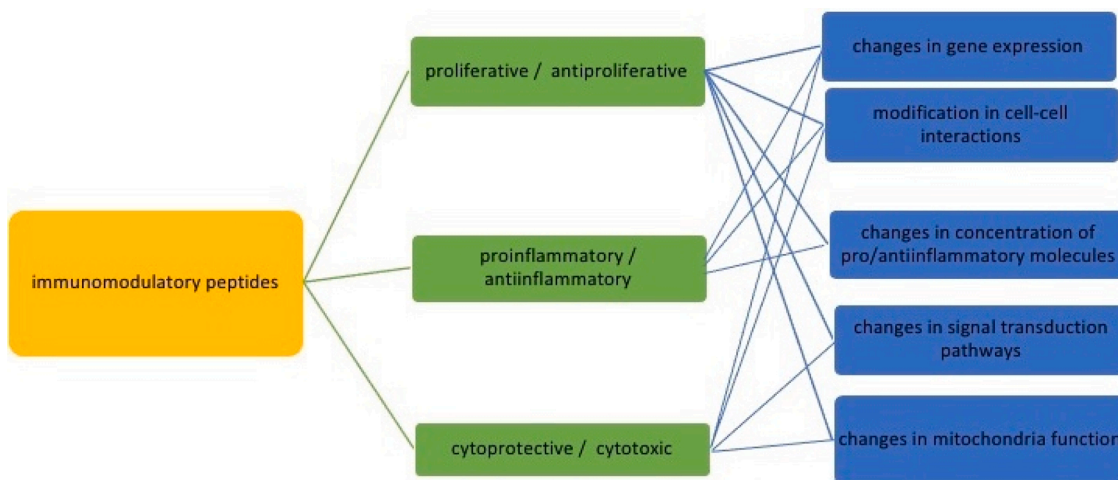 immunomodulatory peptides
proliferative / antiproliferative
proinflammatory /
antiinflammatory
cytoprotective / cytotoxic
changes in gene expression
modification in cell-cell
interactions
changes in concentration of
pro/antiinflammatory molecules
changes in signal transduction
pathways
changes in mitochondria function